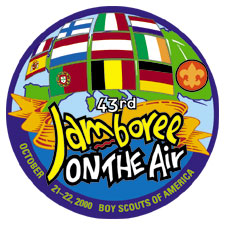 43rd
Jamboree
ON THE AiR
OCTOBER 21-22, 2000 BOY SCOUTS OF AMERICA